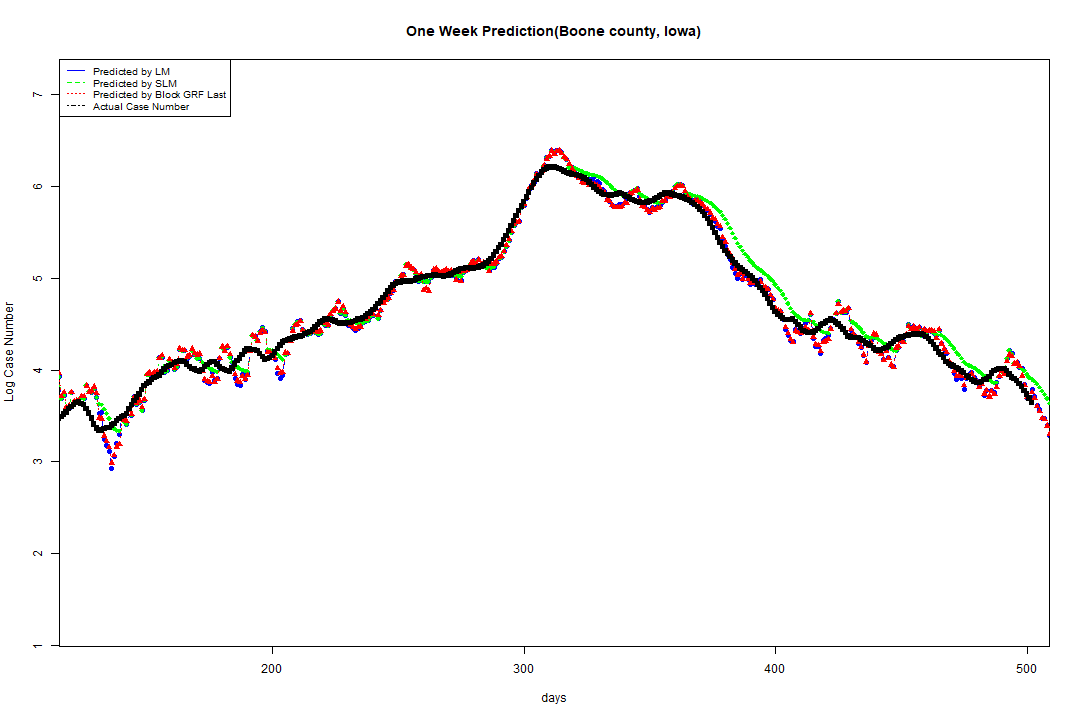 One Week Prediction(Boone county, Iowa)
Predicted by LM
Predicted by SLM
Predicted by Block GRF Last
Actual Case Number
7
6
5
4
3
2
1
Log Case Number
200 300 400 500
days